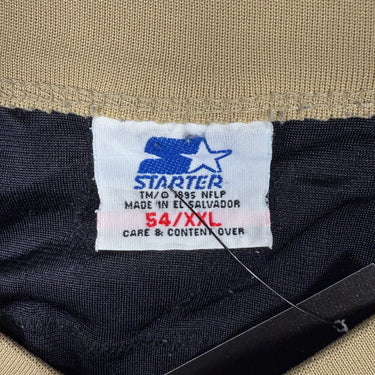 STARTER
TM/© 1995 NFLP
MADE IN EL SALVADOR
54/XXL
CARE & CONTENT OVER